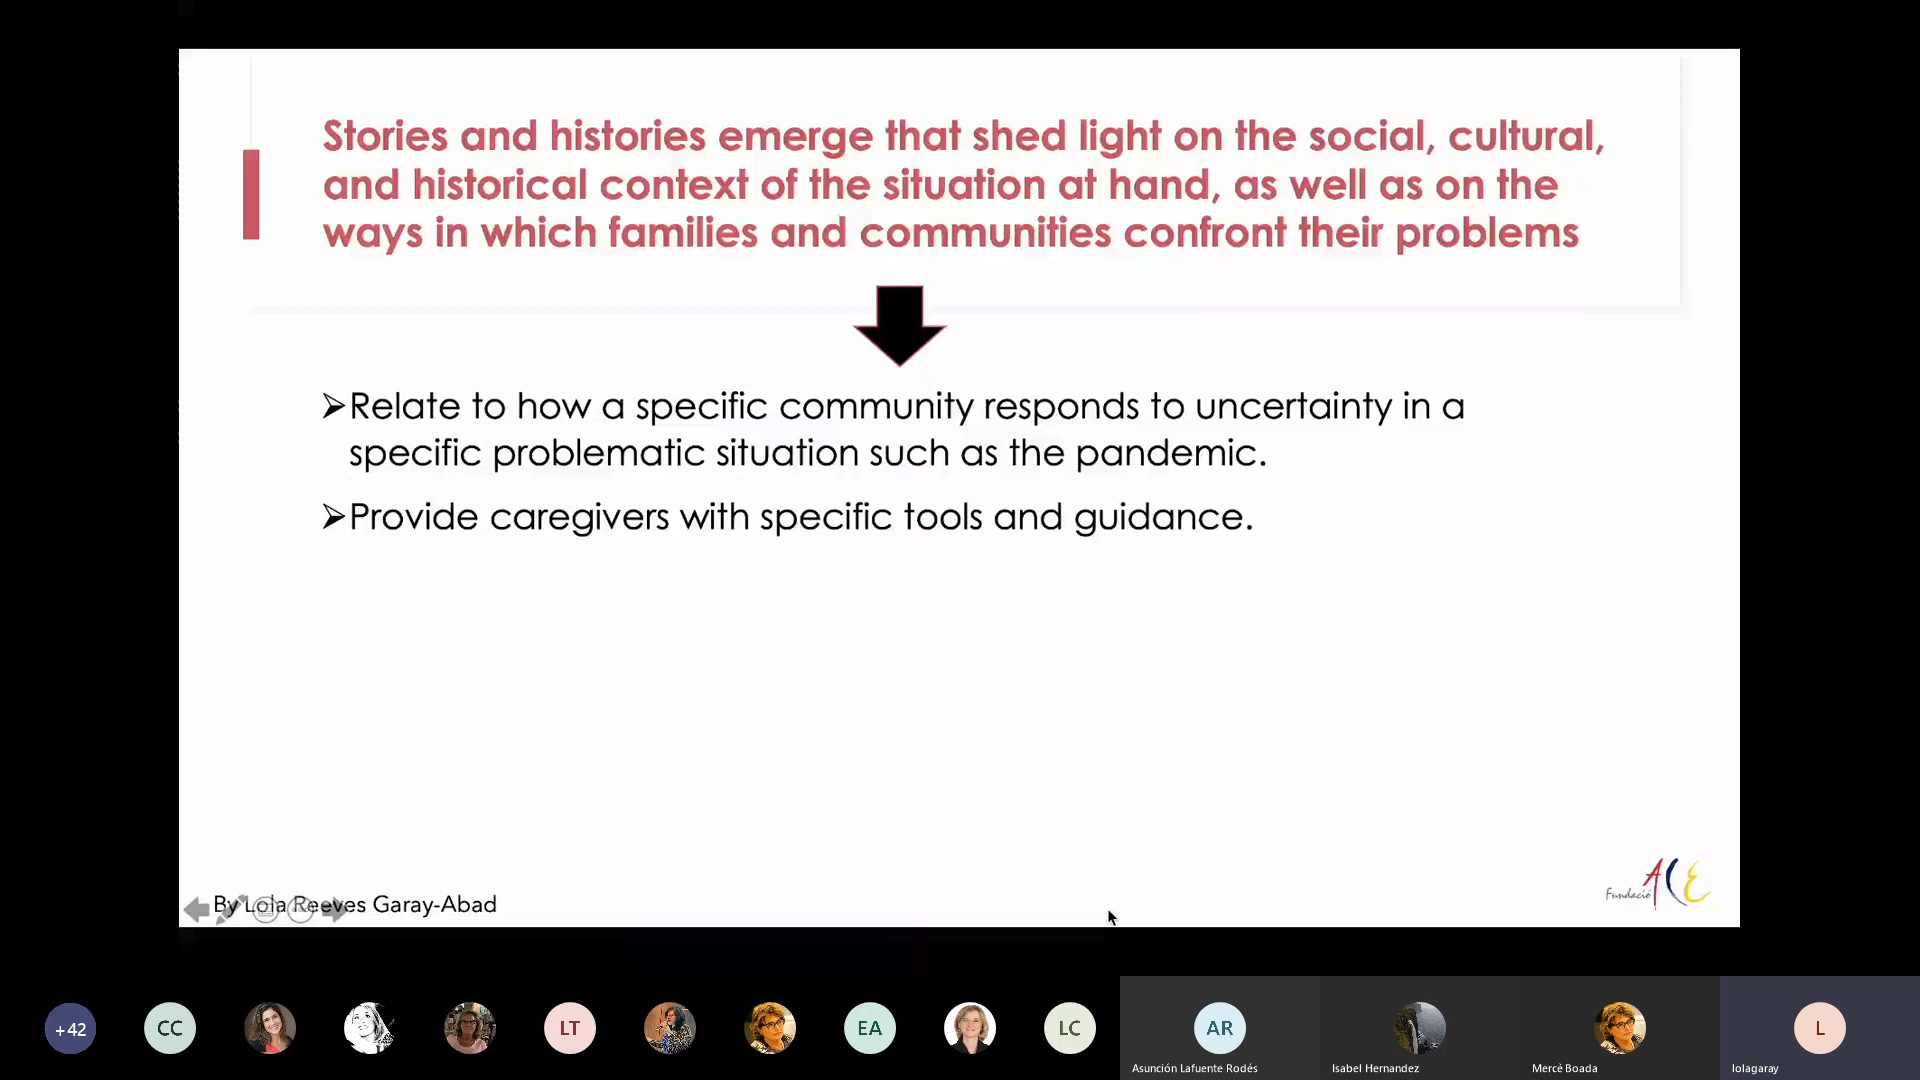 Stories and histories emerge that shed light on the social, cultural,
and historical context of the situation at hand, as well as on the
ways in which families and communities confront their problems
➢Relate to how a specific community responds to uncertainty in a
specific problematic situation such as the pandemic.
➢Provide caregivers with specific tools and guidance.
By Lola Reeves Garay-Abad
Fundació ACE
+42
CC
LT
EA
LC
AR
L
Asunción Lafuente Rodés
Isabel Hernandez
Mercè Boada
lolagaray